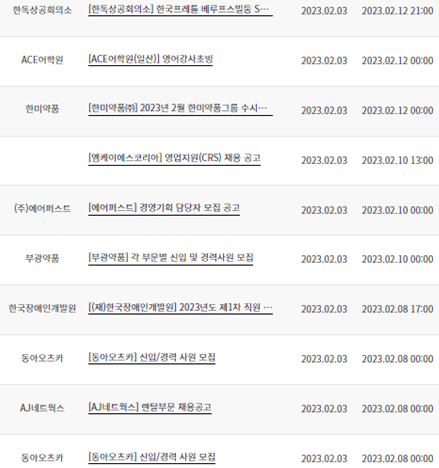 한독상공회의소 [한독상공회의소] 한국프레틀 베루프스빌둥 S… 2023.02.03 2023.02.12 21:00
ACE어학원 [ACE어학원(일산)] 영어강사초빙 2023.02.03 2023.02.12 00:00
한미약품 [한미약품㈜] 2023년 2월 한미약품그룹 수시… 2023.02.03 2023.02.12 00:00
[엠케이에스코리아] 영업지원(CRS) 채용 공고 2023.02.03 2023.02.10 13:00
(주)에어퍼스트 [에어퍼스트] 경영기획 담당자 모집 공고 2023.02.03 2023.02.10 00:00
부광약품 [부광약품] 각 부문별 신입 및 경력사원 모집 2023.02.03 2023.02.10 00:00
한국장애인개발원 [(재)한국장애인개발원] 2023년도 제1차 직원 … 2023.02.03 2023.02.08 17:00
동아오츠카 [동아오츠카] 신입/경력 사원 모집 2023.02.03 2023.02.08 00:00
AJ네트웍스 [AJ네트웍스] 렌탈부문 채용공고 2023.02.03 2023.02.08 00:00
동아오츠카 [동아오츠카] 신입/경력 사원 모집 2023.02.03 2023.02.08 00:00